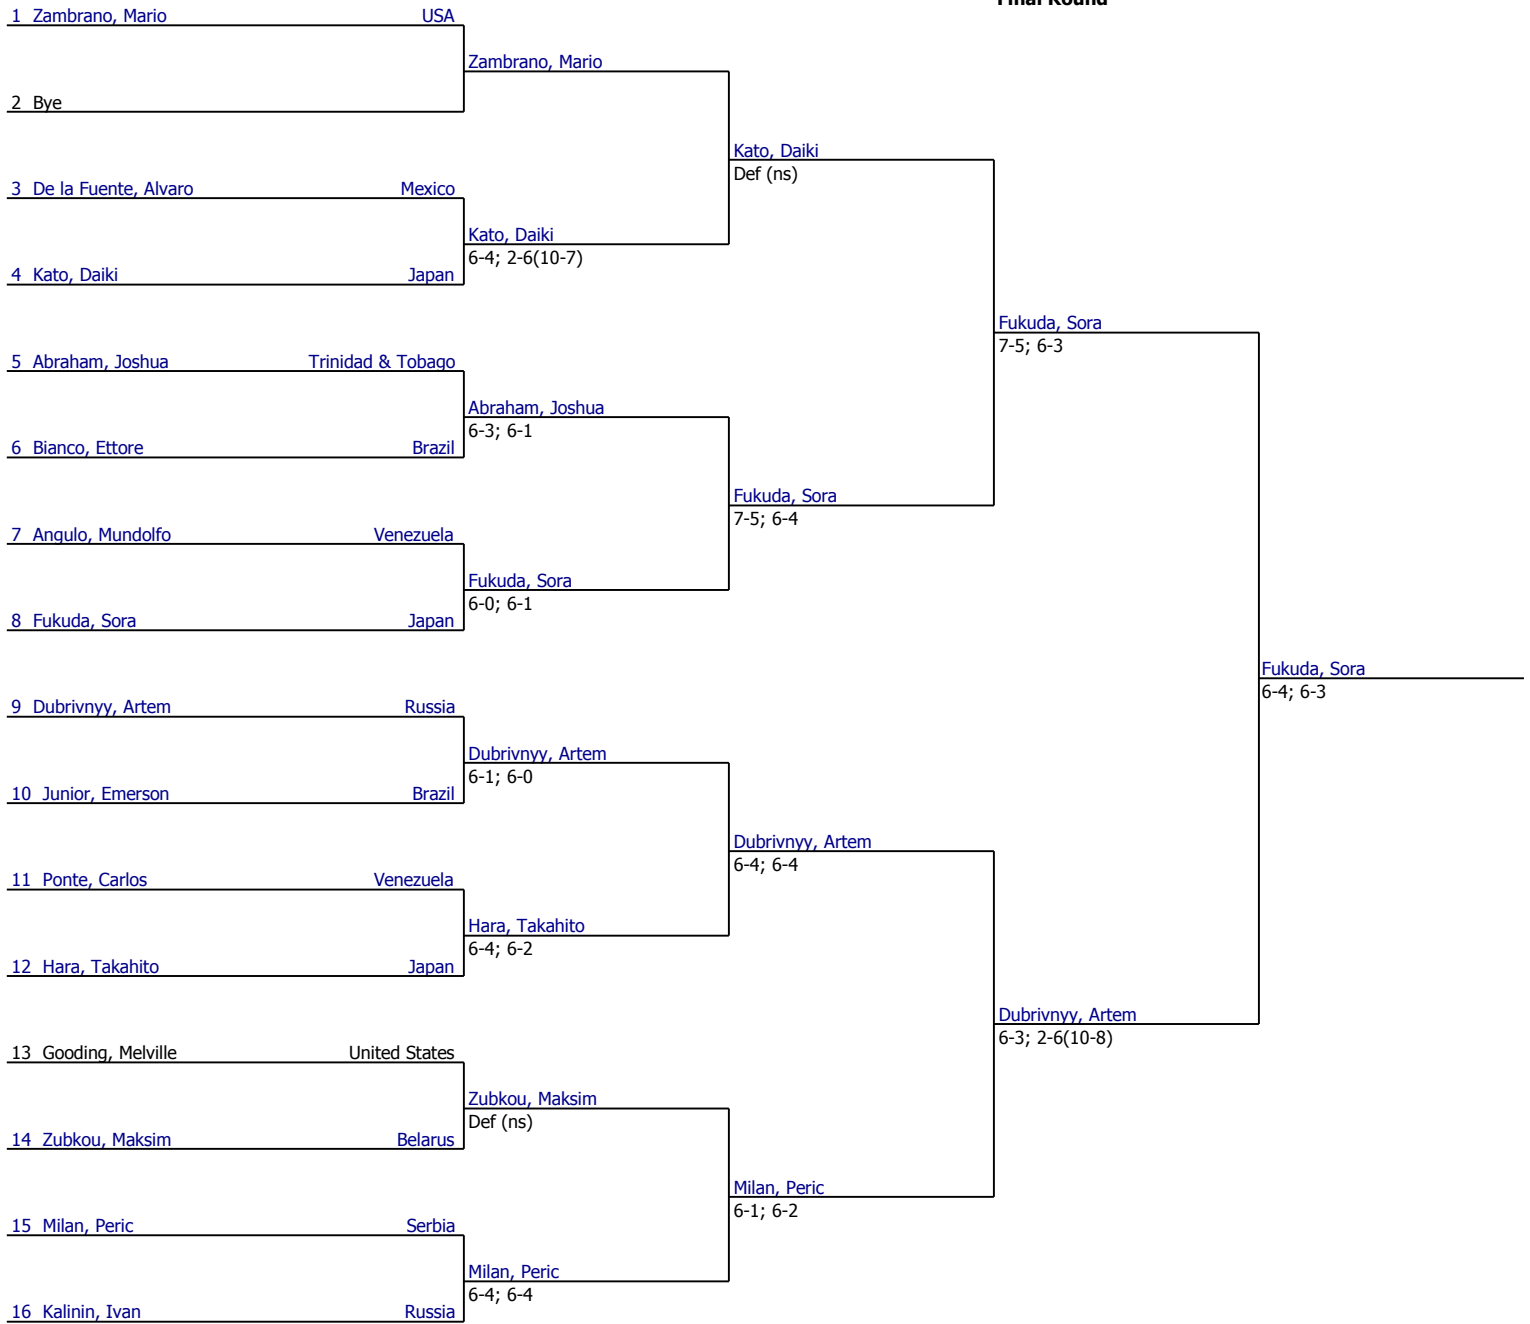 Final Round
1 Zambrano, Mario USA
Zambrano, Mario
2 Bye
Kato, Daiki
Def (ns)
3 De la Fuente, Alvaro Mexico
Kato, Daiki
6-4; 2-6(10-7)
4 Kato, Daiki Japan
Fukuda, Sora
7-5; 6-3
5 Abraham, Joshua Trinidad & Tobago
Abraham, Joshua
6-3; 6-1
6 Bianco, Ettore Brazil
Fukuda, Sora
7-5; 6-4
7 Angulo, Mundolfo Venezuela
Fukuda, Sora
6-0; 6-1
8 Fukuda, Sora Japan
Fukuda, Sora
6-4; 6-3
9 Dubrivnyy, Artem Russia
Dubrivnyy, Artem
6-1; 6-0
10 Junior, Emerson Brazil
Dubrivnyy, Artem
6-4; 6-4
11 Ponte, Carlos Venezuela
Hara, Takahito
6-4; 6-2
12 Hara, Takahito Japan
Dubrivnyy, Artem
6-3; 2-6(10-8)
13 Gooding, Melville United States
Zubkou, Maksim
Def (ns)
14 Zubkou, Maksim Belarus
Milan, Peric
6-1; 6-2
15 Milan, Peric Serbia
Milan, Peric
6-4; 6-4
16 Kalinin, Ivan Russia